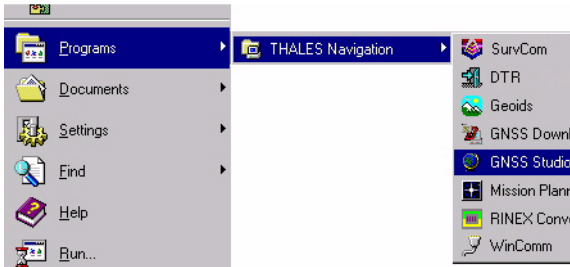 Programs
Documents
Settings
Find
Help
Run...
THALES Navigation
SurvCom
DTR
Geoids
GNSS Downl
GNSS Studio
Mission Plann
RINEX Conve
WinComm